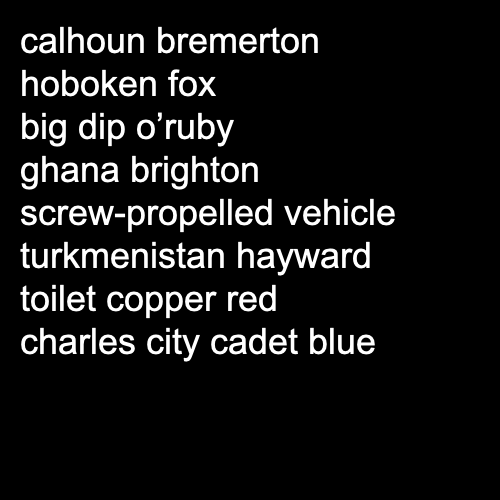 calhoun bremerton
hoboken fox
big dip o’ruby
ghana brighton
screw-propelled vehicle
turkmenistan hayward
toilet copper red
charles city cadet blue